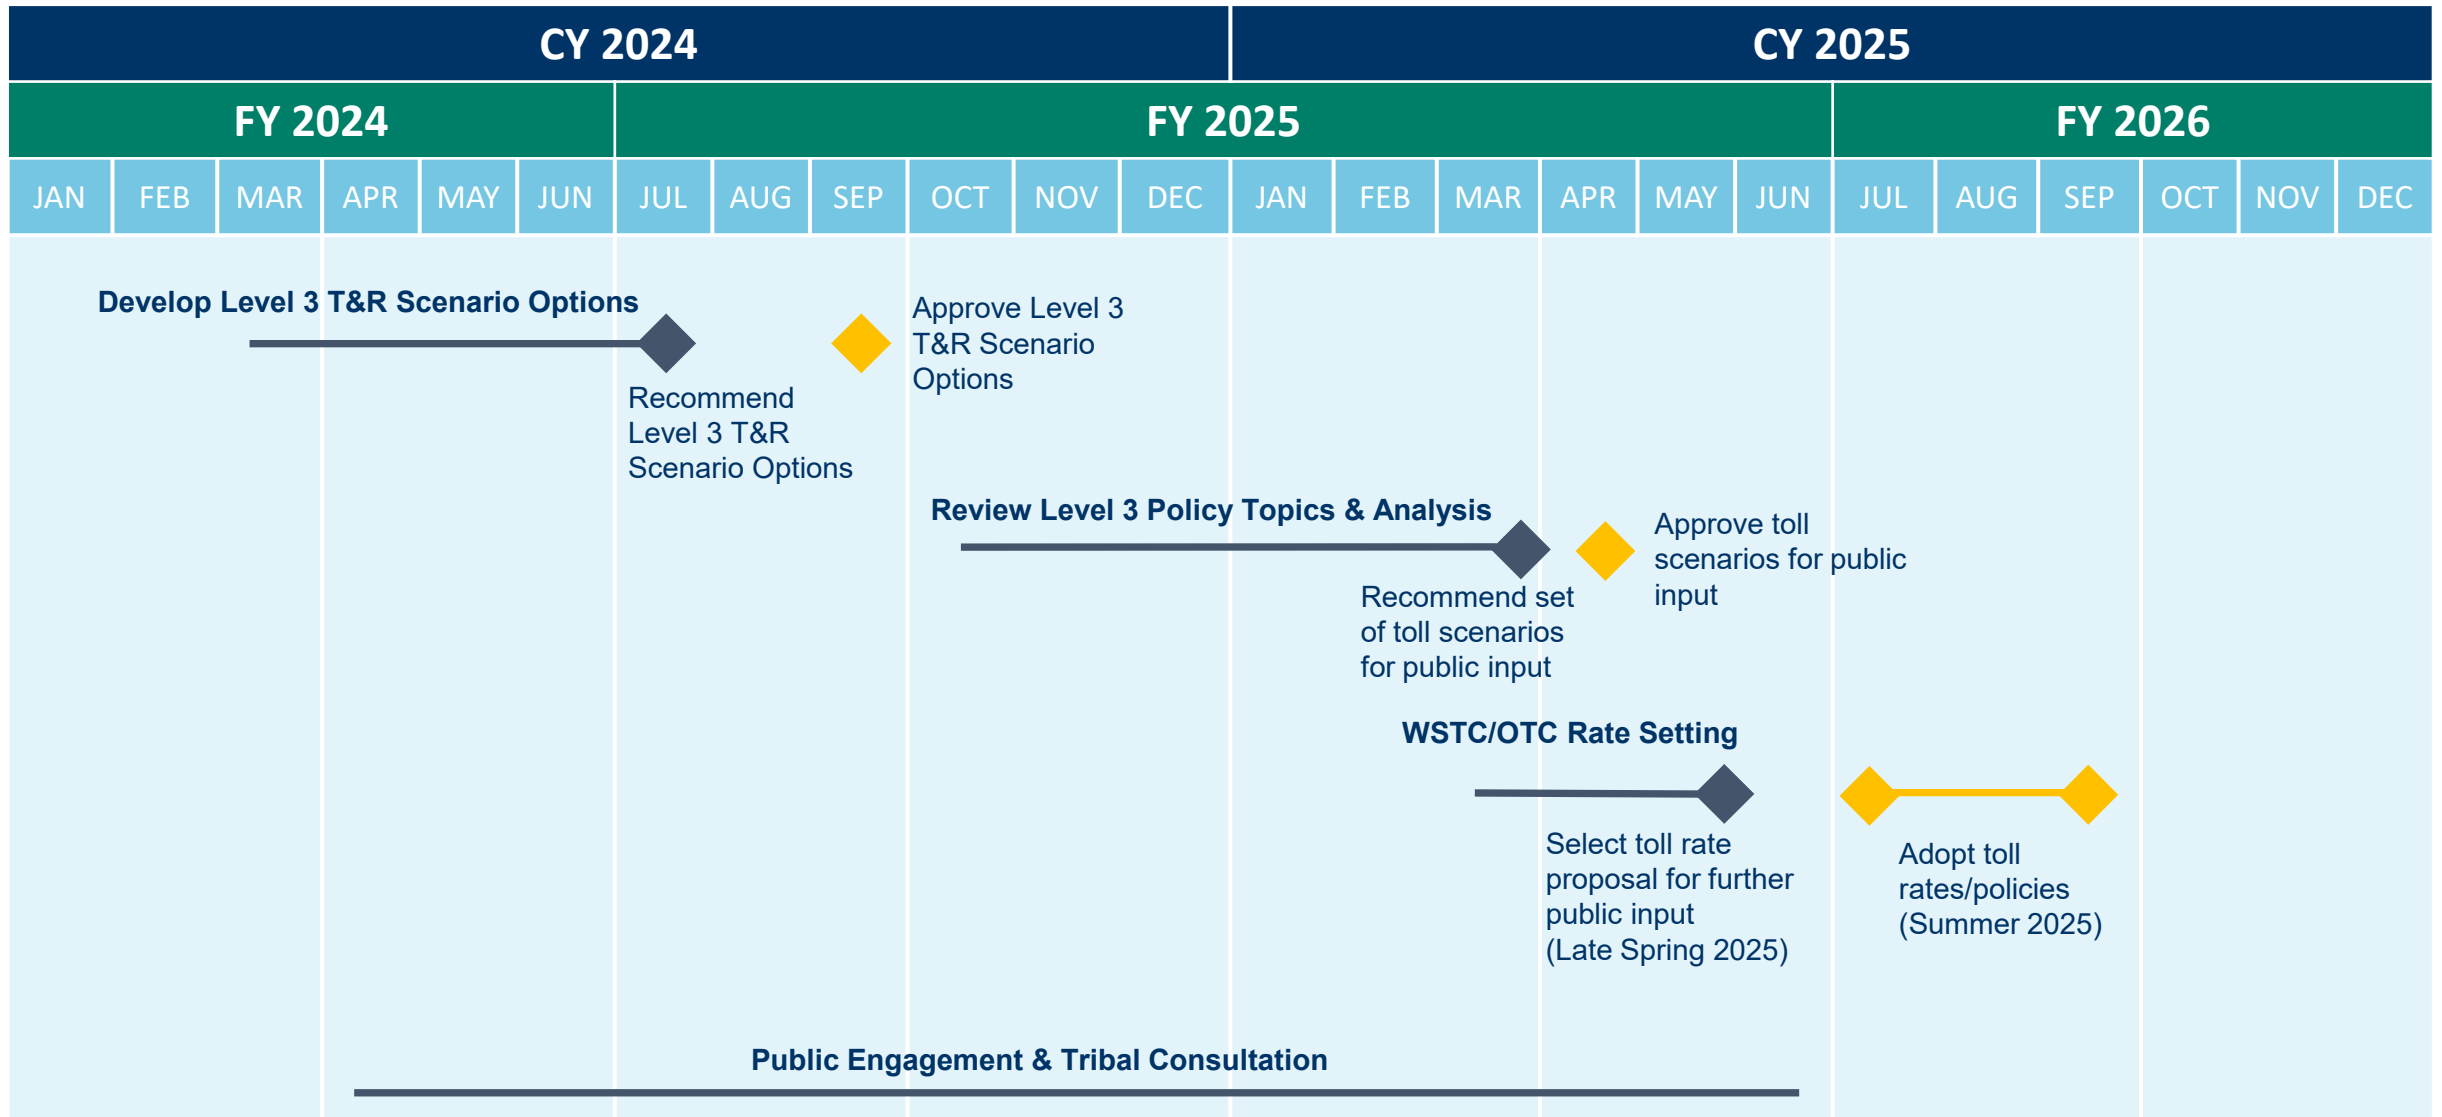 CY 2024
CY 2025
FY 2024
FY 2025
FY 2026
JAN
FEB
MAR
APR
MAY
JUN
JUL
AUG
SEP
OCT
NOV
DEC
JAN
FEB
MAR
APR
MAY
JUN
JUL
AUG
SEP
OCT
NOV
DEC
Develop Level 3 T&R Scenario Options
Recommend
Level 3 T&R
Scenario Options
Approve Level 3
T&R Scenario
Options
Review Level 3 Policy Topics & Analysis
Recommend set
of toll scenarios
for public input
Approve toll
scenarios for public
input
WSTC/OTC Rate Setting
Select toll rate
proposal for further
public input
(Late Spring 2025)
Adopt toll
rates/policies
(Summer 2025)
Public Engagement & Tribal Consultation